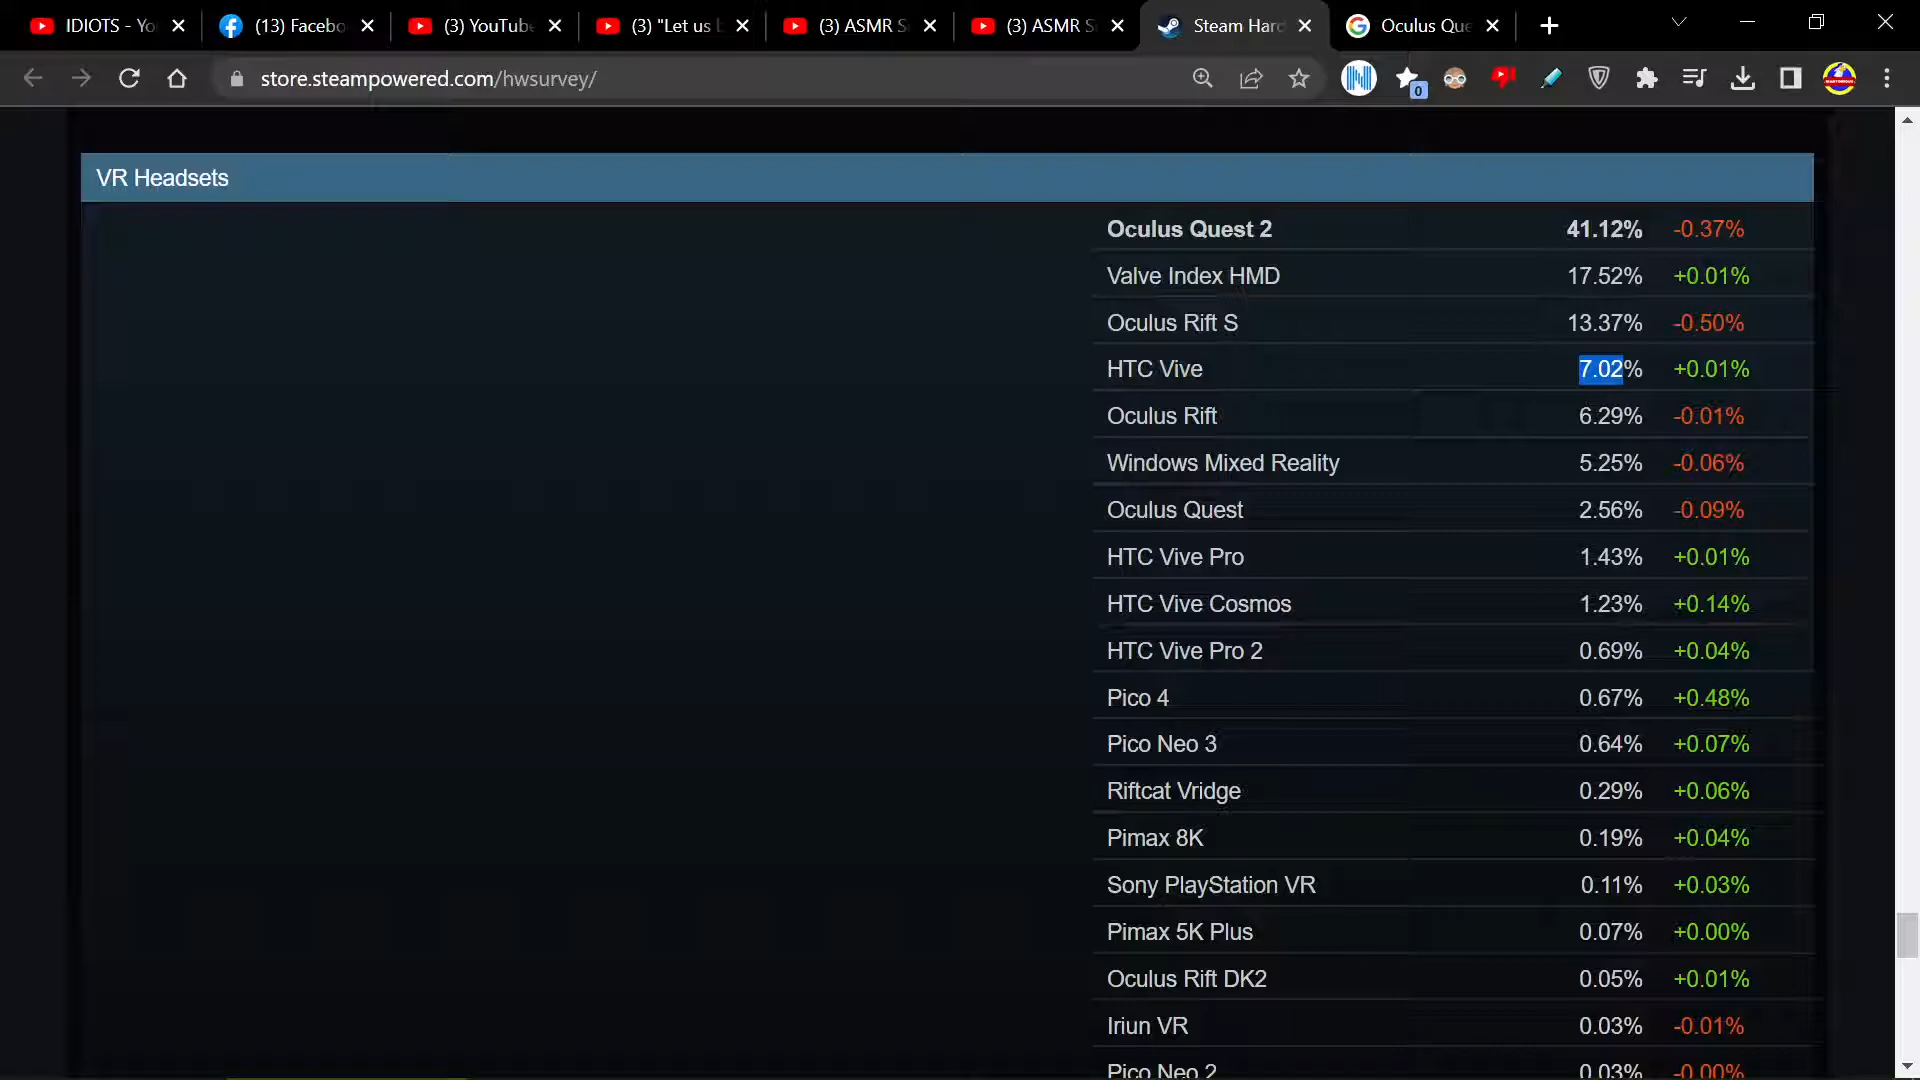 IDIOTS - Yo
(13) Facebo
(3) YouTube
(3) "Let us b
(3) ASMR S
(3) ASMR S
Steam Hard
Oculus Que
store.steampowered.com/hwsurvey/
0
VR Headsets
Oculus Quest 2 41.12% -0.37%
Valve Index HMD 17.52% +0.01%
Oculus Rift S 13.37% -0.50%
HTC Vive 7.02% +0.01%
Oculus Rift 6.29% -0.01%
Windows Mixed Reality 5.25% -0.06%
Oculus Quest 2.56% -0.09%
HTC Vive Pro 1.43% +0.01%
HTC Vive Cosmos 1.23% +0.14%
HTC Vive Pro 2 0.69% +0.04%
Pico 4 0.67% +0.48%
Pico Neo 3 0.64% +0.07%
Riftcat Vridge 0.29% +0.06%
Pimax 8K 0.19% +0.04%
Sony PlayStation VR 0.11% +0.03%
Pimax 5K Plus 0.07% +0.00%
Oculus Rift DK2 0.05% +0.01%
Iriun VR 0.03% -0.01%
Pico Neo 2 0.03% -0.00%